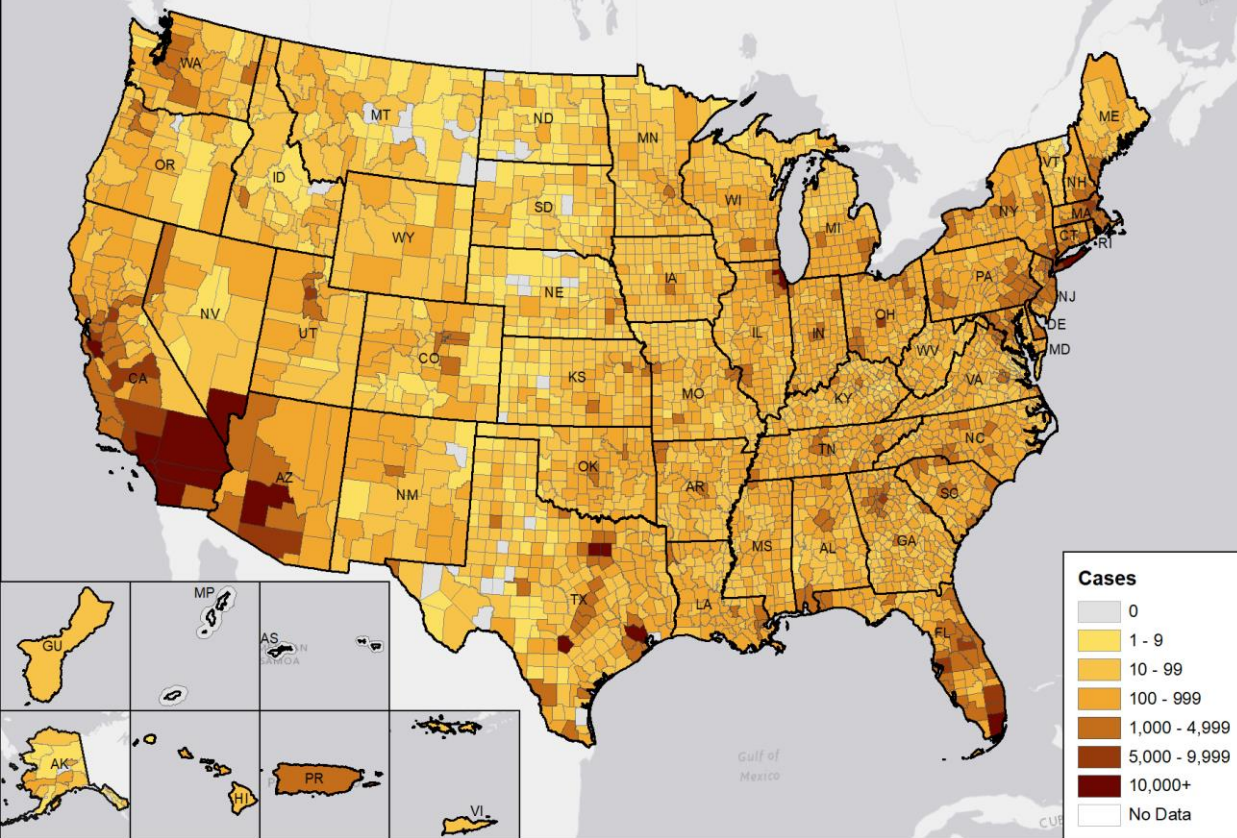 WA
MT
ND
MN
ME
OR
ID
SD
WI
MI
VT
NH
NY
MA
CT
RI
WY
IA
PA
NJ
NE
NV
UT
CO
IL
IN
OH
DE
MD
WV
VA
CA
KS
MO
KY
NC
TN
OK
AZ
NM
AR
SC
MS
AL
GA
TX
LA
FL
MP
AS
SAMOA
GU
AK
HI
PR
VI
Gulf of
Mexico
Cases
0
1 - 9
10 - 99
100 - 999
1,000 - 4,999
5,000 - 9,999
10,000+
No Data